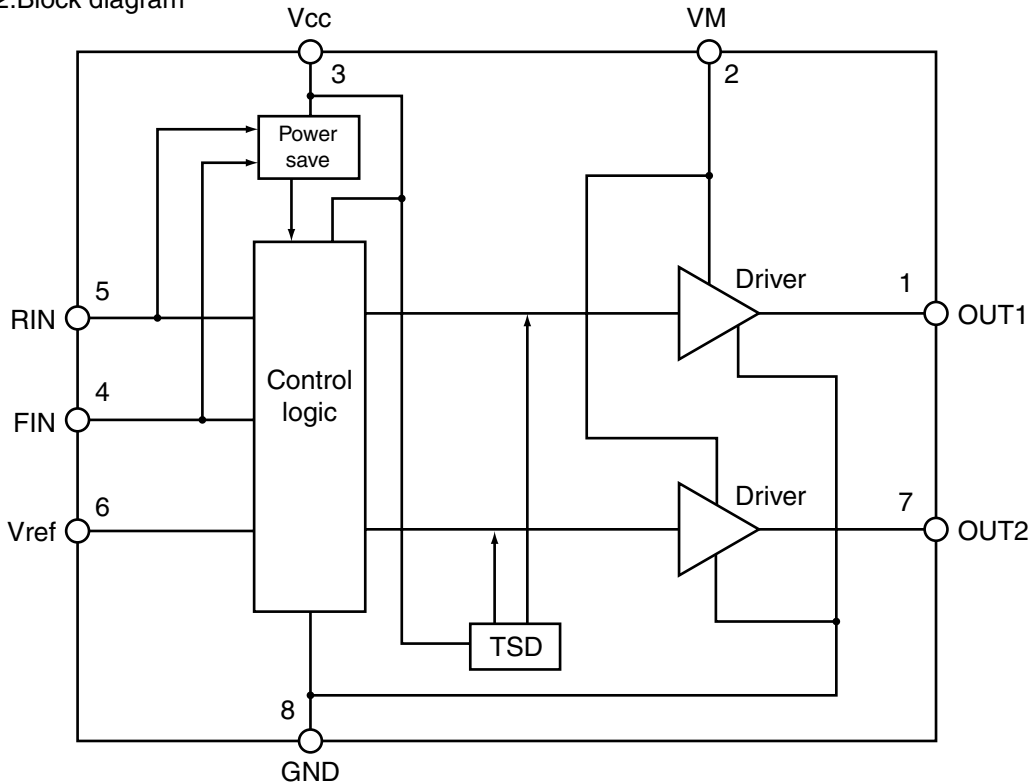 2.Block diagram
Vcc
VM
3
2
Power
save
5
RIN
Driver
1
OUT1
Control
logic
4
FIN
6
Vref
Driver
7
OUT2
TSD
8
GND